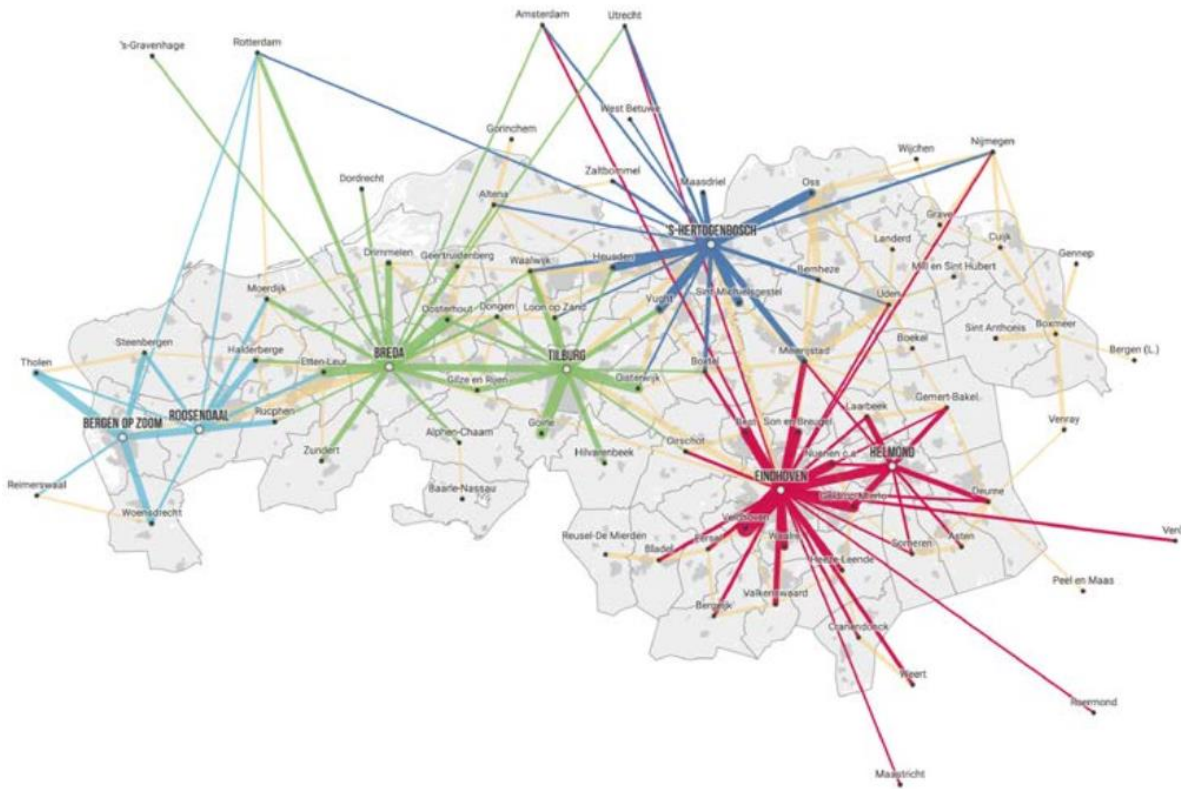 Amsterdam
Utrecht
's-Gravenhage
Rotterdam
West Betuwe
Gorinchem
Wijchen
Nijmegen
Zaltbommel
Maasdriel
Oss
Dordrecht
Altena
Grave
'S-HERTOGENBOSCH
Landerd
Cuijk
Drimmelen
Geertruidenberg
Waalwijk
Heusden
Gennep
Bernheze
Mill en Sint Hubert
Moerdijk
Vught
Sint-Michielsgestel
Uden
Oosterhout
Dongen
Loon op Zand
Sint Anthonis
Boxmeer
Steenbergen
Halderberge
Etten-Leur
BREDA
TILBURG
Boxtel
Meierijstad
Boekel
Bergen (L.)
Tholen
Gilze en Rijen
Oisterwijk
Rucphen
ROOSENDAAL
BERGEN OP ZOOM
Goirle
Best
Son en Breugel
Laarbeek
Gemert-Bakel
Venray
Zundert
Alphen-Chaam
Hilvarenbeek
Oirschot
Nuenen c.a.
HELMOND
Reimerswaal
Baarle-Nassau
EINDHOVEN
Geldrop-Mierlo
Deurne
Woensdrecht
Veldhoven
Reusel-De Mierden
Bladel
Eersel
Waalre
Heeze-Leende
Someren
Asten
Peel en Maas
Bergeijk
Valkenswaard
Cranendonck
Weert
Roermond
Maastricht